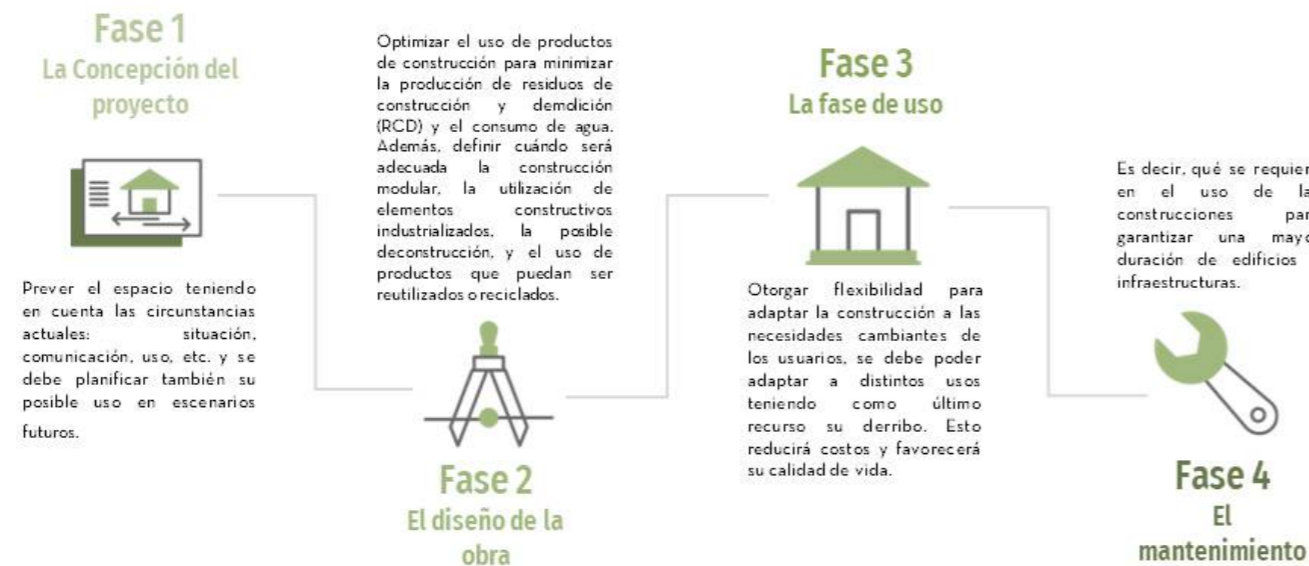 Fase 1
La Concepción del
proyecto
Prever el espacio teniendo
en cuenta las circunstancias
actuales: situación,
comunicación, uso, etc. y se
debe planificar también su
posible uso en escenarios
futuros.
Optimizar el uso de productos
de construcción para minimizar
la producción de residuos de
construcción y demolición
(RCD) y el consumo de agua.
Además, definir cuándo será
adecuada la construcción
modular, la utilización de
elementos constructivos
industrializados, la posible
deconstrucción, y el uso de
productos que puedan ser
reutilizados o reciclados.
Fase 2
El diseño de la
obra
Fase 3
La fase de uso
Otorgar flexibilidad para
adaptar la construcción a las
necesidades cambiantes de
los usuarios, se debe poder
adaptar a distintos usos
teniendo como último
recurso su derribo. Esto
reducirá costos y favorecerá
su calidad de vida.
Es decir, qué se requier
en el uso de la
construcciones par
garantizar una mayo
duración de edificios
infraestructuras.
Fase 4
El
mantenimiento